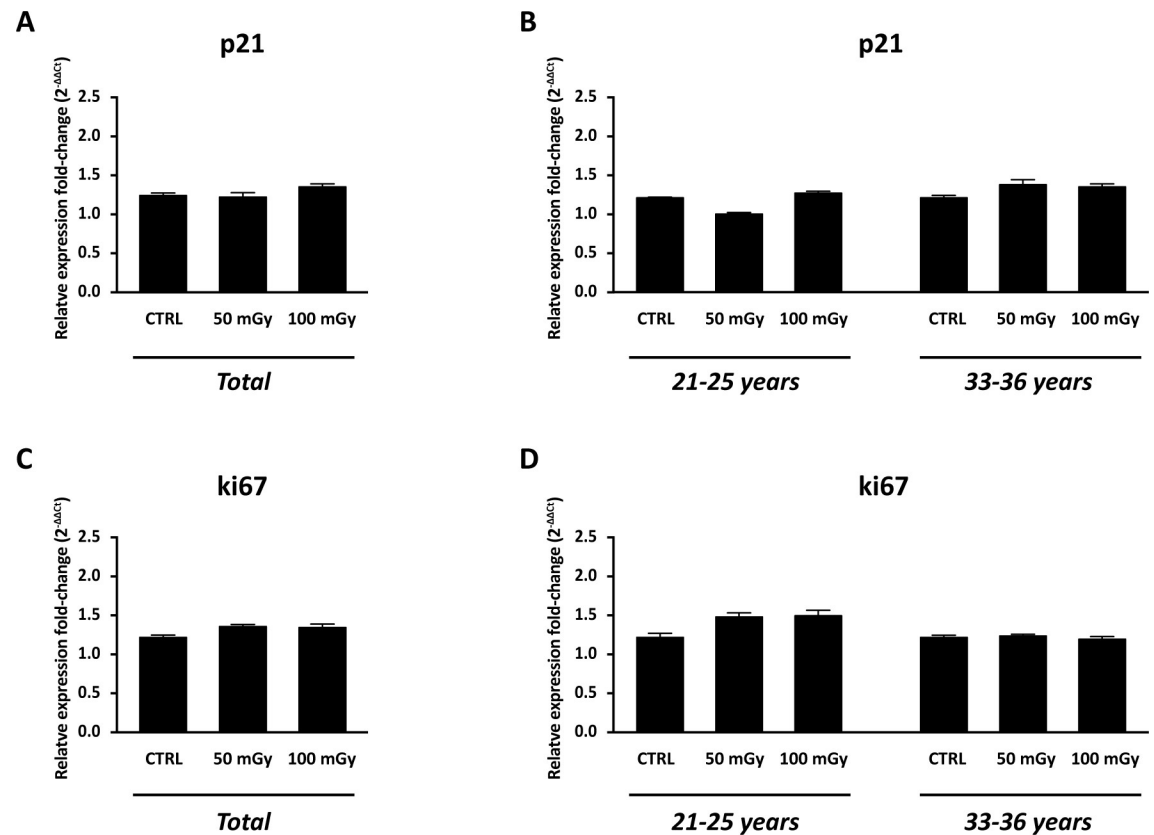 A
p21
Relatve expression fold-change (2-ΔΔCt)
2.5
2.0
1.5
1.0
0.5
0.0
CTRL 50 mGy 100 mGy
Total
B
p21
Relatve expression fold-change (2-ΔΔCt)
2.5
2.0
1.5
1.0
0.5
0.0
CTRL 50 mGy 100 mGy CTRL 50 mGy 100 mGy
21-25 years 33-36 years
C
ki67
Relatve expression fold-change (2-ΔΔCt)
2.5
2.0
1.5
1.0
0.5
0.0
CTRL 50 mGy 100 mGy
Total
D
ki67
Relatve expression fold-change (2-ΔΔCt)
2.5
2.0
1.5
1.0
0.5
0.0
CTRL 50 mGy 100 mGy CTRL 50 mGy 100 mGy
21-25 years 33-36 years